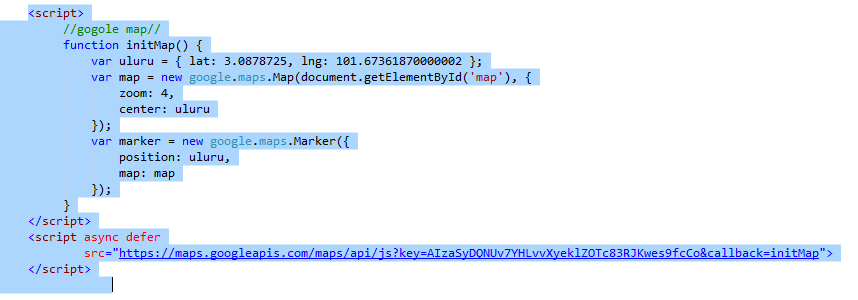 <script>
//gogole map//
function initMap() {
var uluru = { lat: 3.0878725, lng: 101.67361870000002 };
var map = new google.maps.Map(document.getElementById('map'), {
zoom: 4,
center: uluru
});
var marker = new google.maps.Marker({
position: uluru,
map: map
});
}
</script>
<script async defer
src="https://maps.googleapis.com/maps/api/js?key=AIzaSyDQNUv7YHLvvXyeklZOTc83RJKwes9fcCo&callback=initMap">
</script>